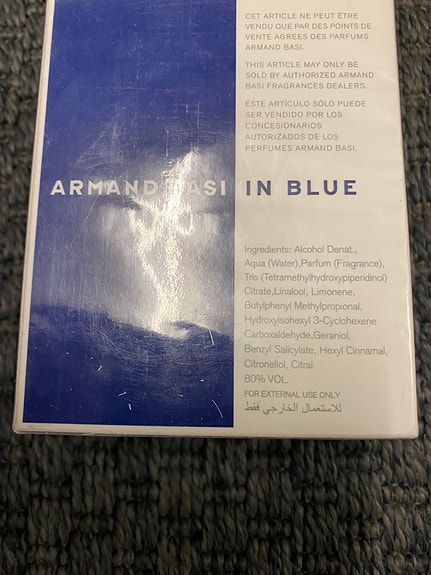 CET ARTICLE NE PEUT ÊTRE
VENDU QUE PAR DES POINTS DE
VENTE AGREES DES PARFUMS
ARMAND BASI.
THIS ARTICLE MAY ONLY BE
SOLD BY AUTHORIZED ARMAND
BASI FRAGRANCES DEALERS.
ESTE ARTÍCULO SÓLO PUEDE
SER VENDIDO POR LOS
CONCESIONARIOS
AUTORIZADOS DE LOS
PERFUMES ARMAND BASI.
ARMAND BASI IN BLUE
Ingredients: Alcohol Denat.,
Aqua (Water),Parfum (Fragrance),
Tris (Tetramethylhydroxypiperidinol)
Citrate,Linalool, Limonene,
Butylphenyl Methylpropional,
Hydroxyisohexyl 3-Cyclohexene
Carboxaldehyde,Geraniol,
Benzyl Salicylate, Hexyl Cinnamal,
Citronellol, Citral.
80% VOL.
FOR EXTERNAL USE ONLY
للاستعمال الخارجي فقط